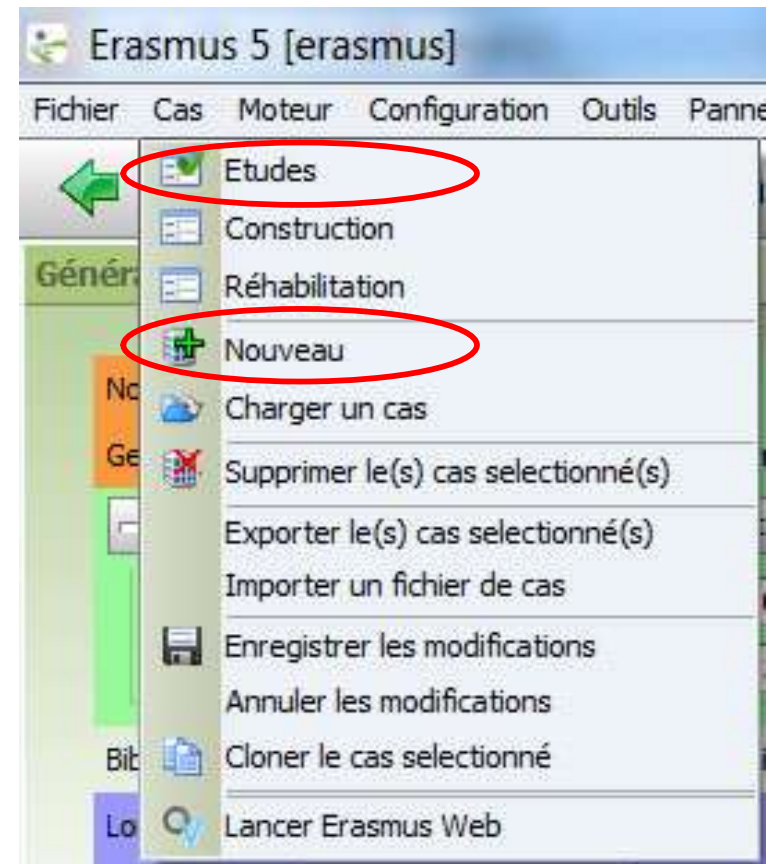 Erasmus 5 [erasmus]
Fichier Cas Moteur Configuration Outils
Etudes
Construction
Réhabilitation
Nouveau
Charger un cas
Supprimer le(s) cas selectionné(s)
Exporter le(s) cas selectionné(s)
Importer un fichier de cas
Enregistrer les modifications
Annuler les modifications
Cloner le cas selectionné
Lancer Erasmus Web